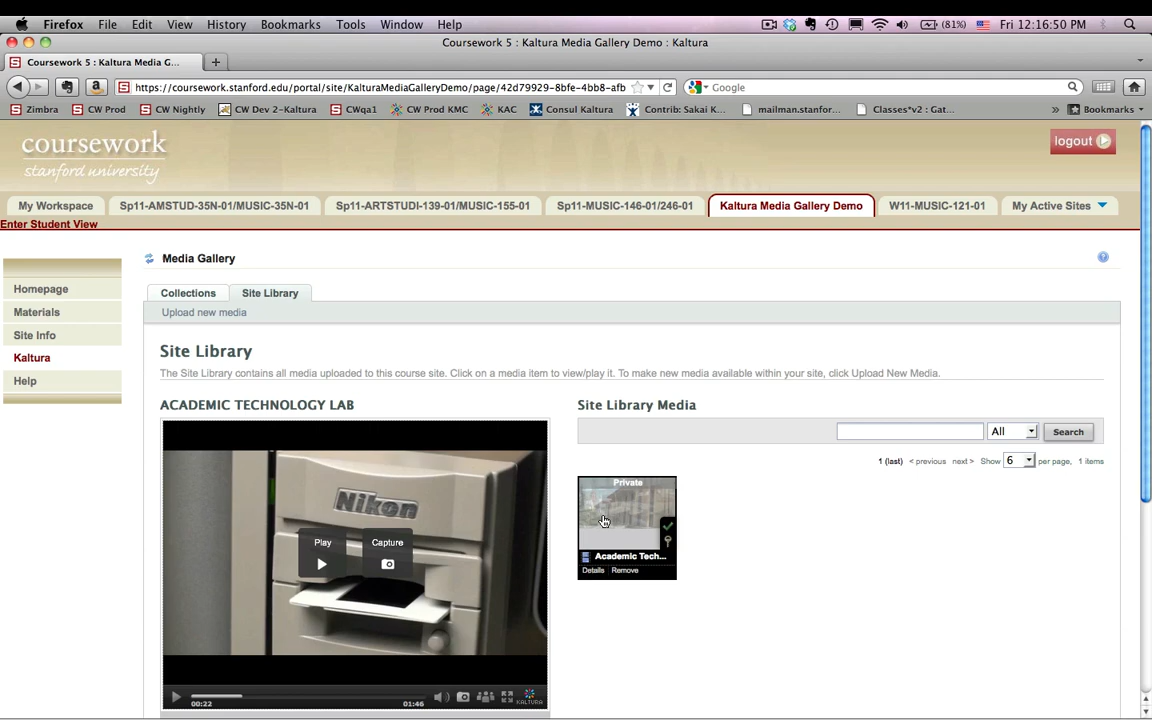 Firefox File Edit View History Bookmarks Tools Window Help (81%) Fri 12:16:50 PM
Coursework 5 : Kaltura Media Gallery Demo : Kaltura
Coursework 5 : Kaltura Media G...
https://coursework.stanford.edu/portal/site/KalturaMediaGalleryDemo/page/42d79929-8bfe-4bb8-afb Google
Zimbra CW Prod CW Nightly CW Dev 2-Kaltura CWqa1 CW Prod KMC KAC Consul Kaltura Contrib: Sakai K... mailman.stanfor... Classes*v2 : Gat... » Bookmarks
coursework
stanford university
logout
My Workspace Sp11-AMSTUD-35N-01/MUSIC-35N-01 Sp11-ARTSTUDI-139-01/MUSIC-155-01 Sp11-MUSIC-146-01/246-01 Kaltura Media Gallery Demo W11-MUSIC-121-01 My Active Sites
Enter Student View
Media Gallery
Homepage
Materials
Site Info
Kaltura
Help
Collections Site Library
Upload new media
Site Library
The Site Library contains all media uploaded to this course site. Click on a media item to view/play it. To make new media available within your site, click Upload New Media.
ACADEMIC TECHNOLOGY LAB
Nikon
Play Capture
00:22 01:46 KALTURA
Site Library Media
All Search
1 (last) < previous next > Show 6 per page, 1 items
Private
Academic Tech...
Details Remove